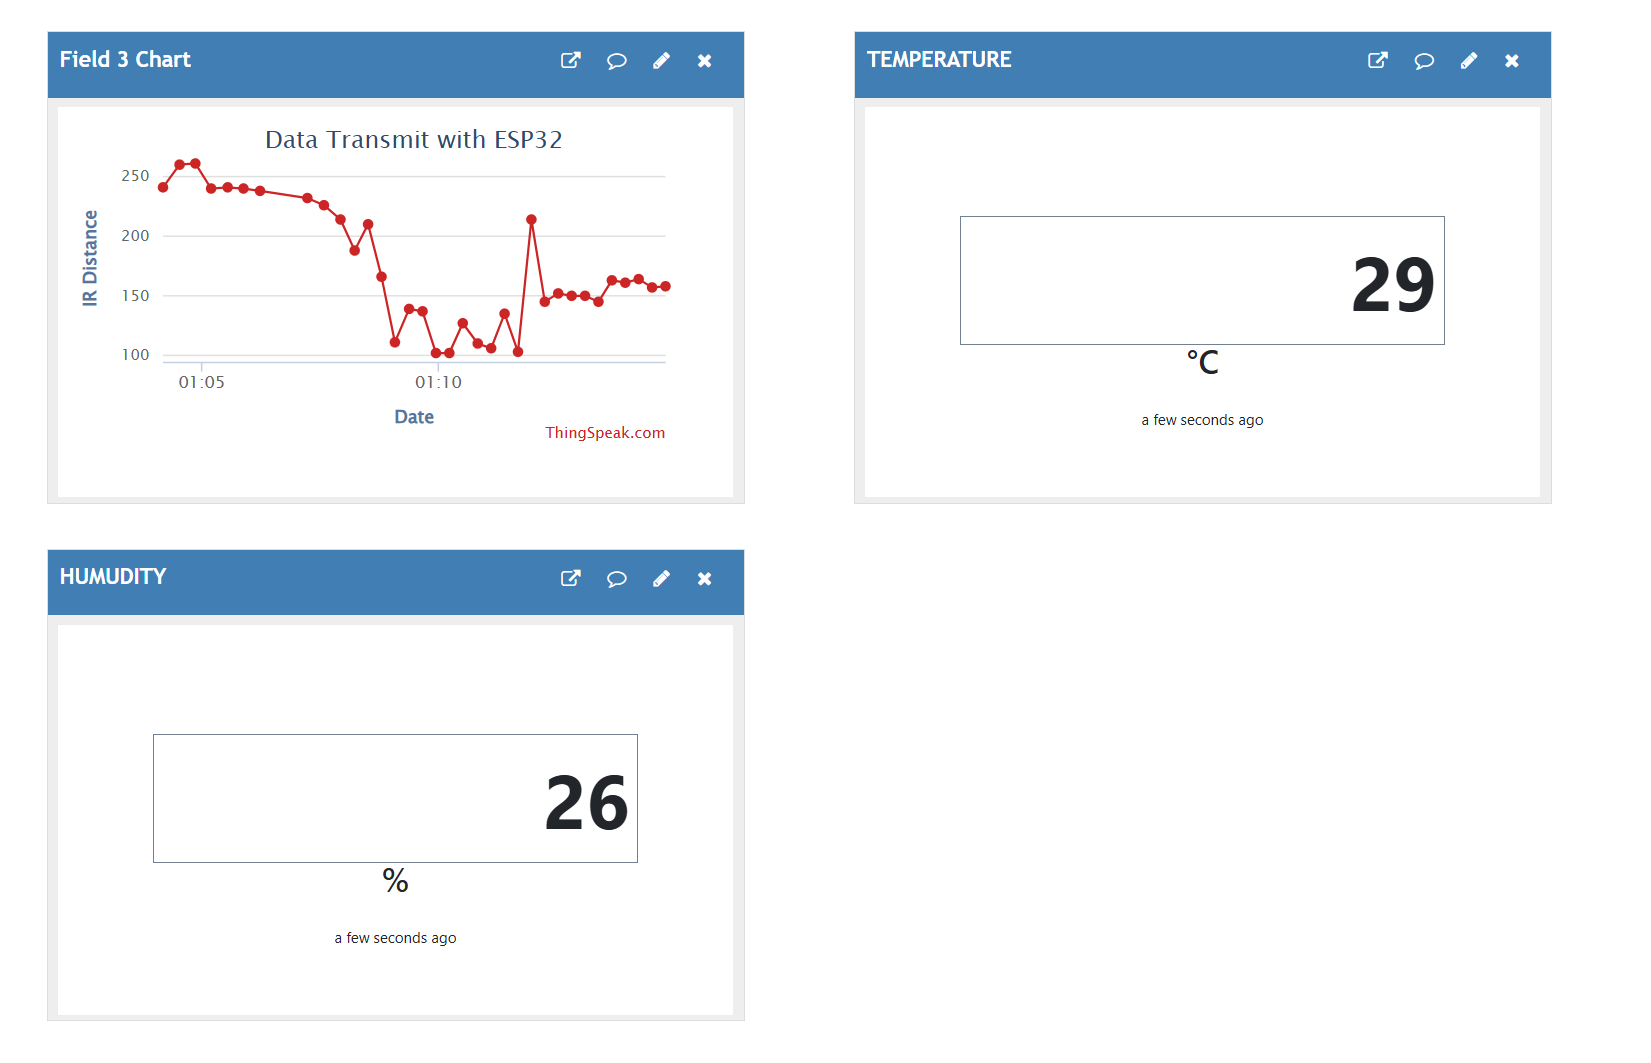 Field 3 Chart
Data Transmit with ESP32
IR Distance
250
200
150
100
01:05 01:10
Date
ThingSpeak.com
TEMPERATURE
29
°C
a few seconds ago
HUMUDITY
26
%
a few seconds ago